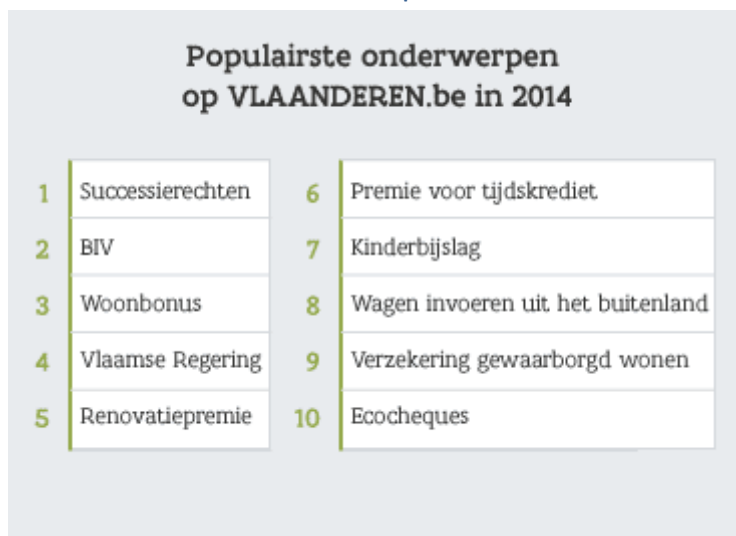 Populairste onderwerpen
op VLAANDEREN.be in 2014
1 Successierechten
2 BIV
3 Woonbonus
4 Vlaamse Regering
5 Renovatiepremie
6 Premie voor tijdskrediet
7 Kinderbijslag
8 Wagen invoeren uit het buitenland
9 Verzekering gewaarborgd wonen
10 Ecocheques